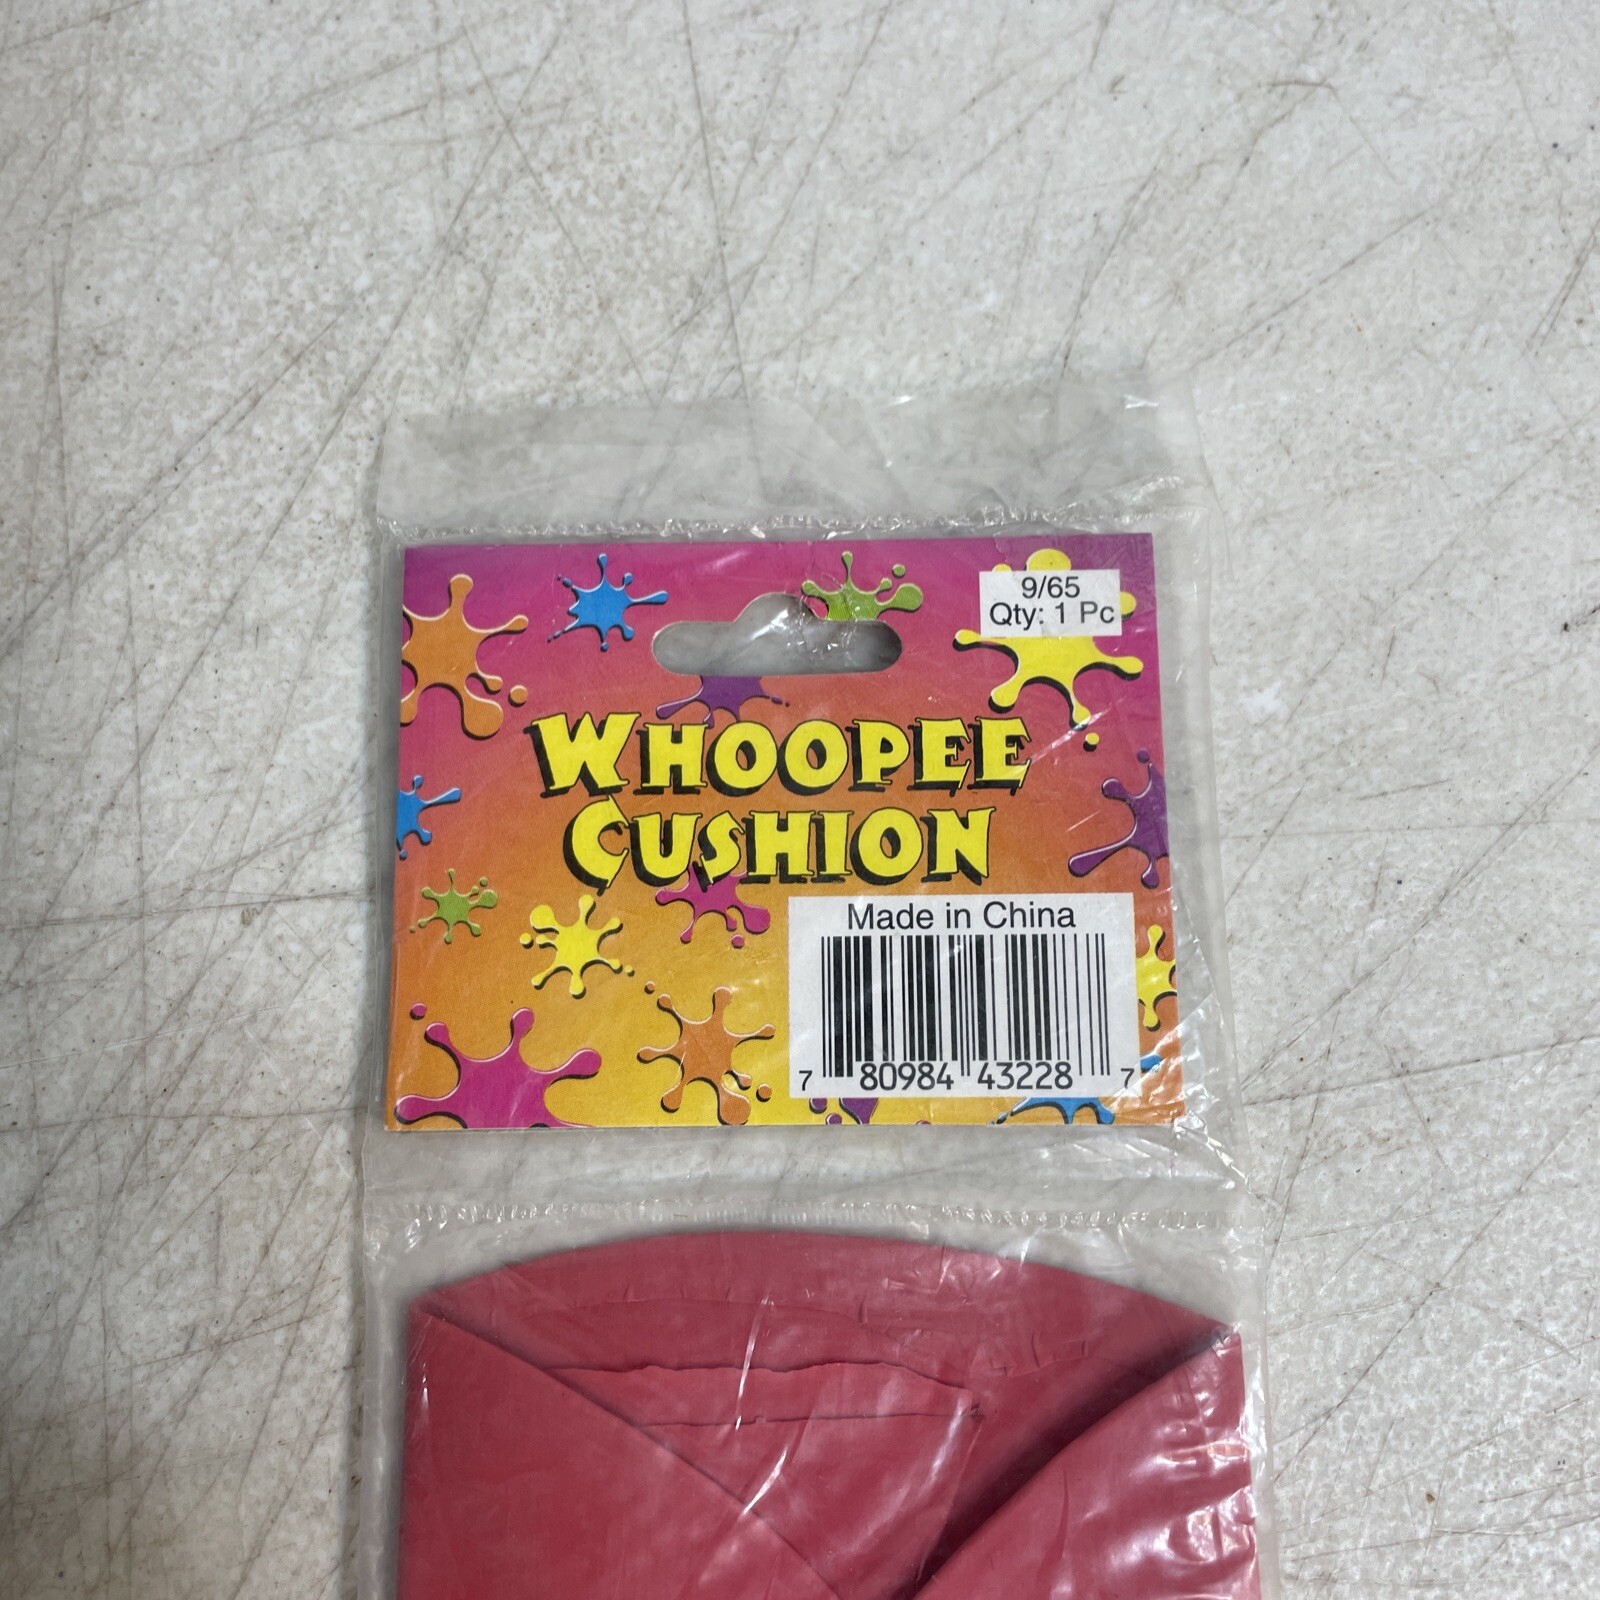 9/65
Qty: 1 Pc
WHOOPEE
CUSHION
Made in China
7 80984 43228 7